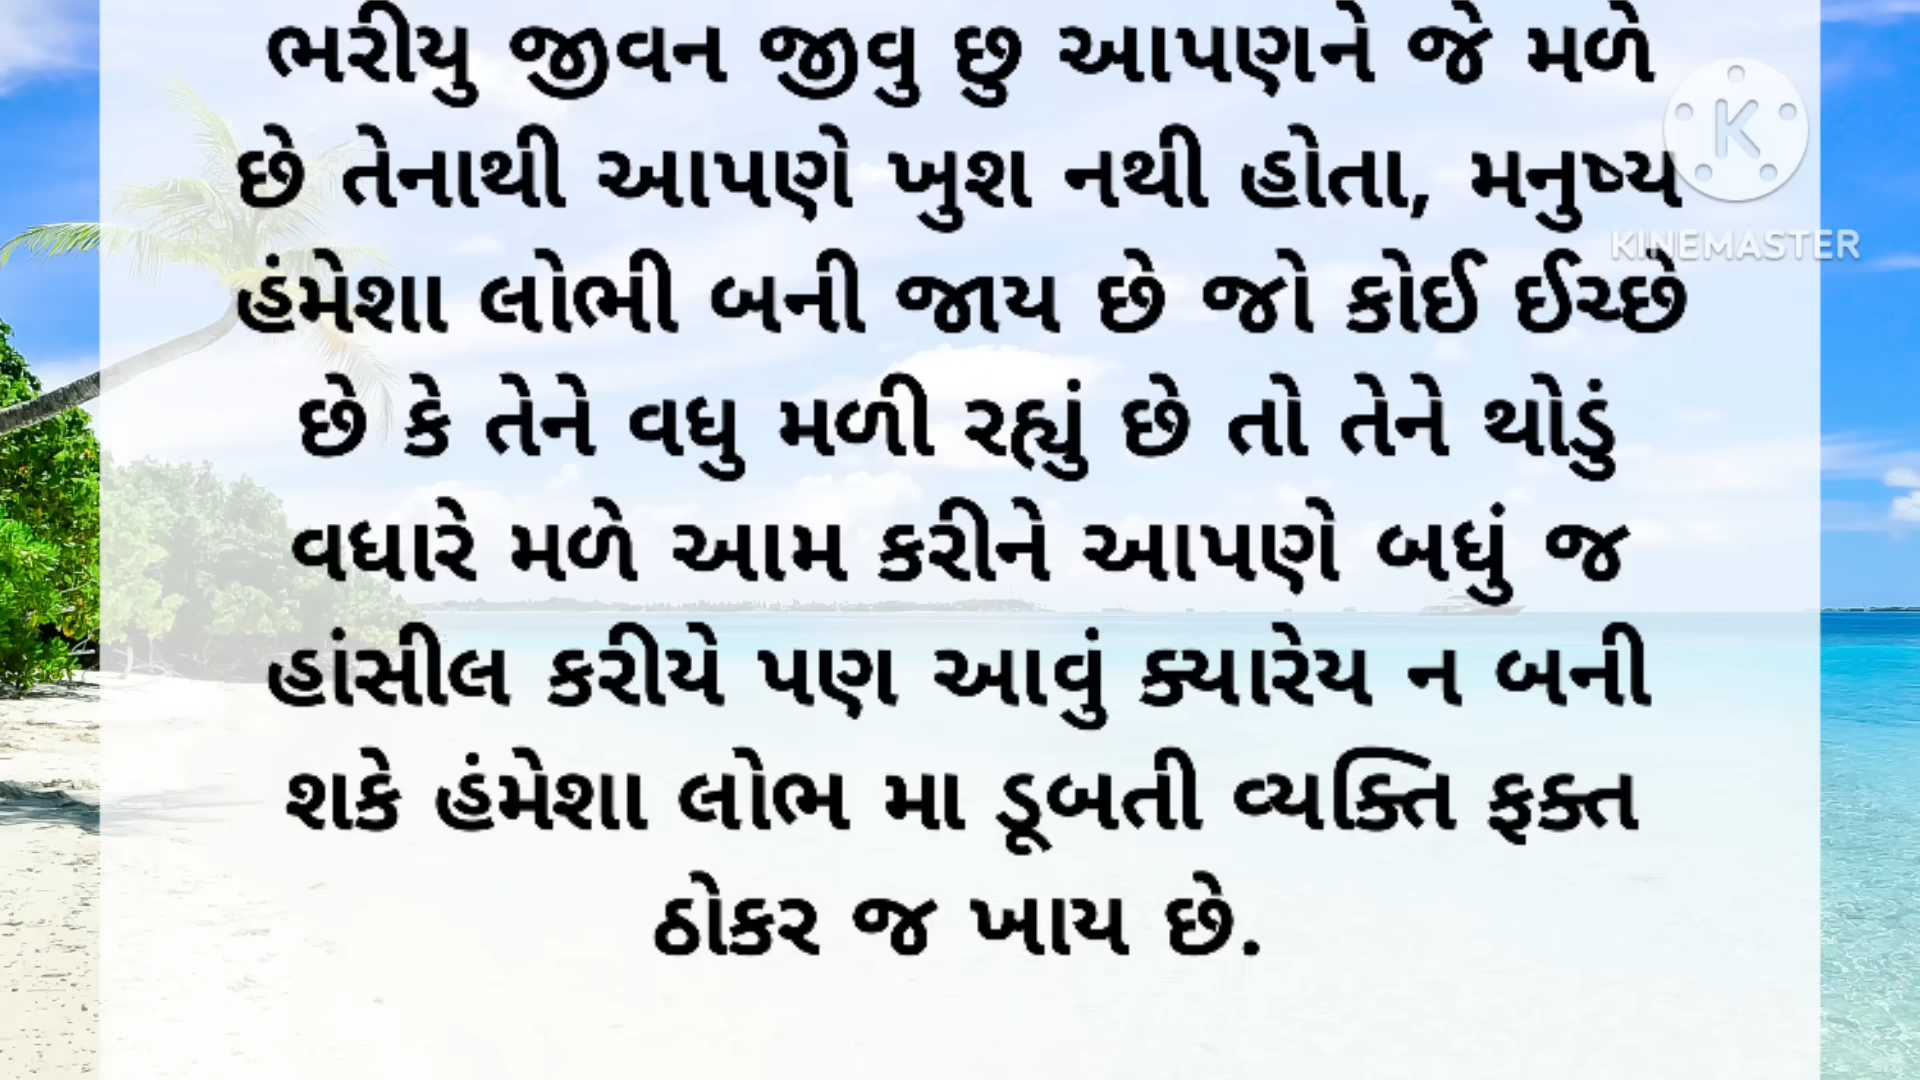 ભરીયુ જીવન જીવુ છુ આપણને જે મળે
છે તેનાથી આપણે ખુશ નથી હોતા, મનુષ્ય
હંમેશા લોભી બની જાય છે જો કોઈ ઈચ્છે
છે કે તેને વધુ મળી રહ્યું છે તો તેને થોડું
વધારે મળે આમ કરીને આપણે બધું જ
હાંસીલ કરીયે પણ આવું ક્યારેય ન બની
શકે હંમેશા લોભ મા ડૂબતી વ્યક્તિ ફક્ત
ઠોકર જ ખાય છે.
K
KINEMASTER